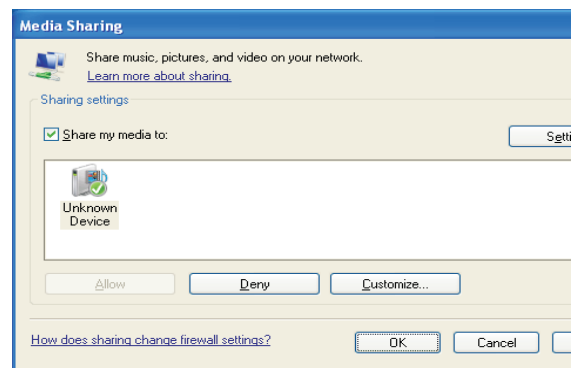 Media Sharing
Share music, pictures, and video on your network.
Learn more about sharing.
Sharing settings
Share my media to:
Setti
Unknown
Device
Allow
Deny
Customize...
How does sharing change firewall settings?
OK
Cancel